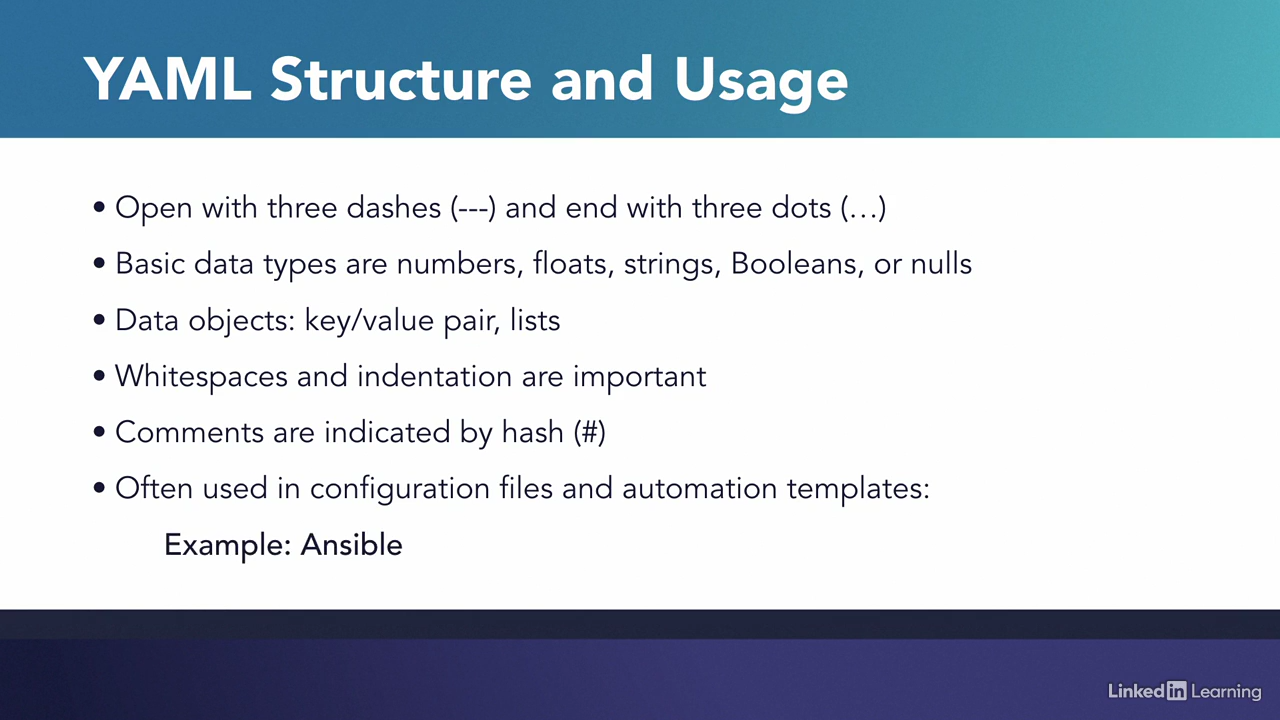 YAML Structure and Usage
• Open with three dashes (---) and end with three dots (…)
• Basic data types are numbers, floats, strings, Booleans, or nulls
• Data objects: key/value pair, lists
• Whitespaces and indentation are important
• Comments are indicated by hash (#)
• Often used in configuration files and automation templates:
Example: Ansible
Linked in Learning